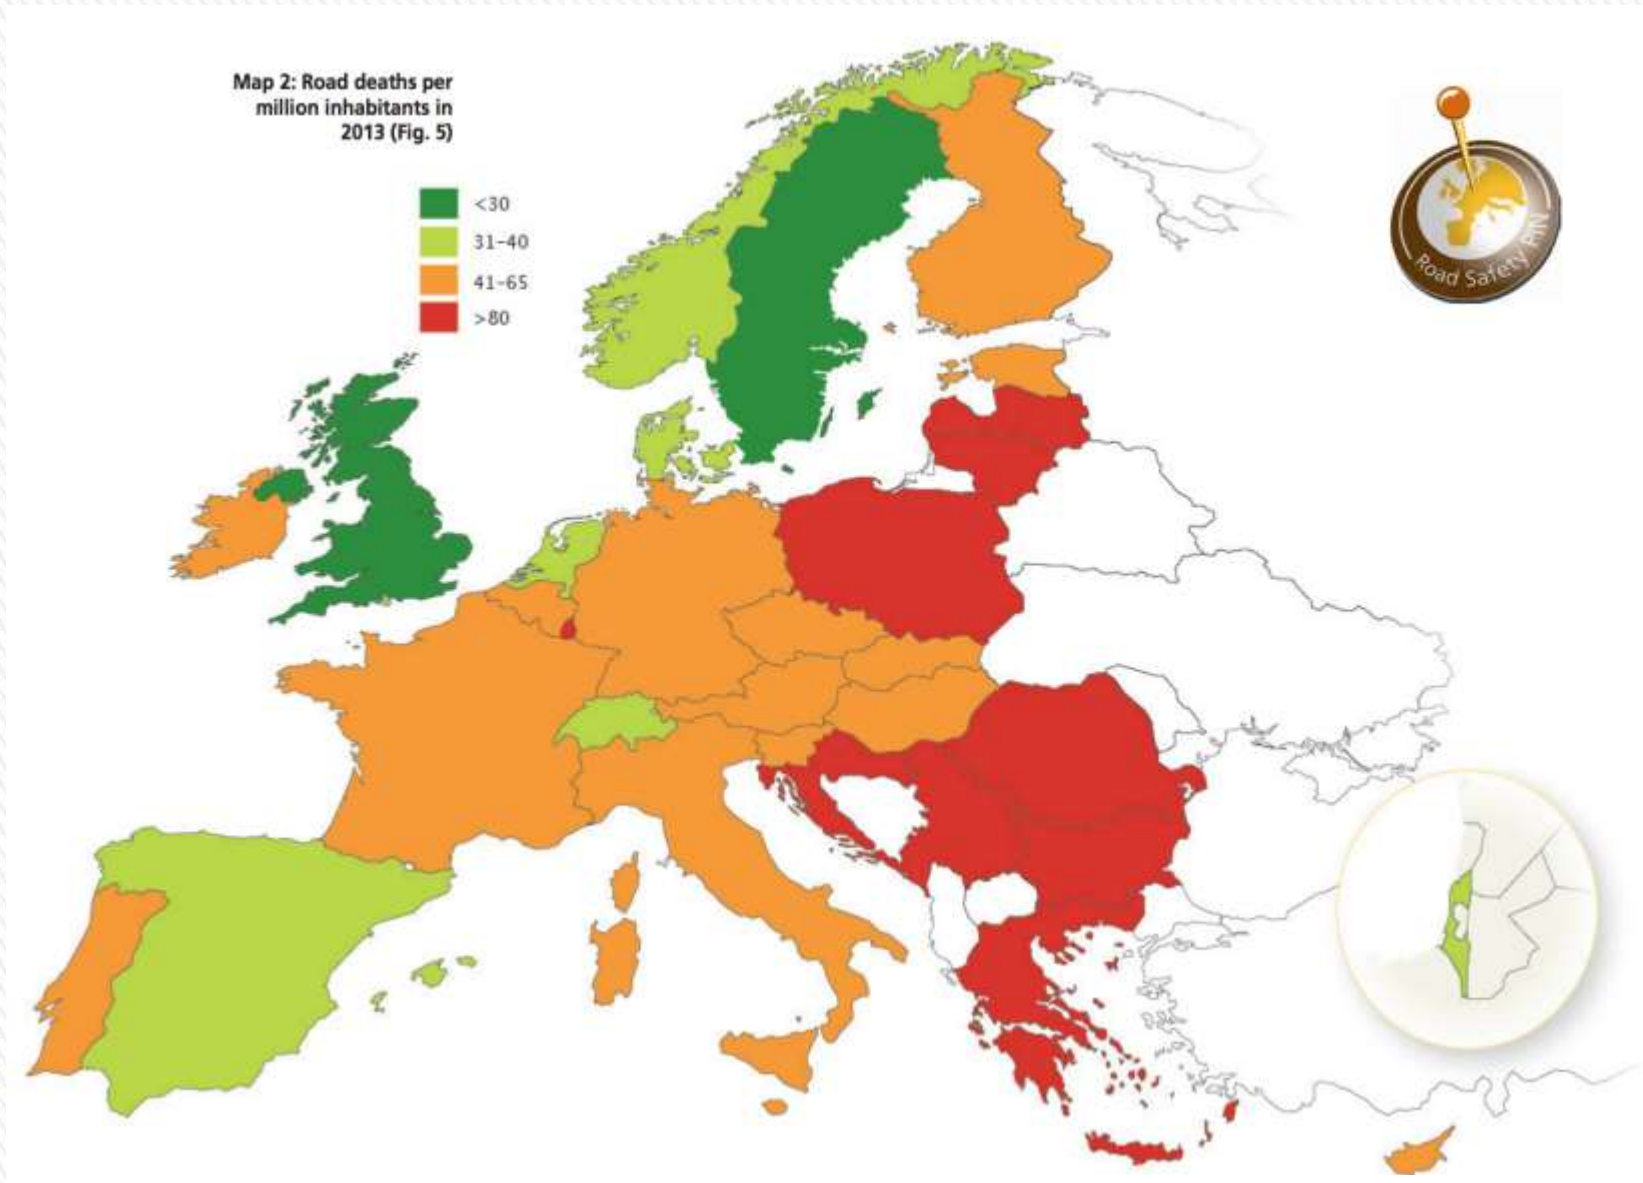 Map 2: Road deaths per
million inhabitants in
2013 (Fig. 5)
<30
31–40
41–65
>80
Road Safety PIN